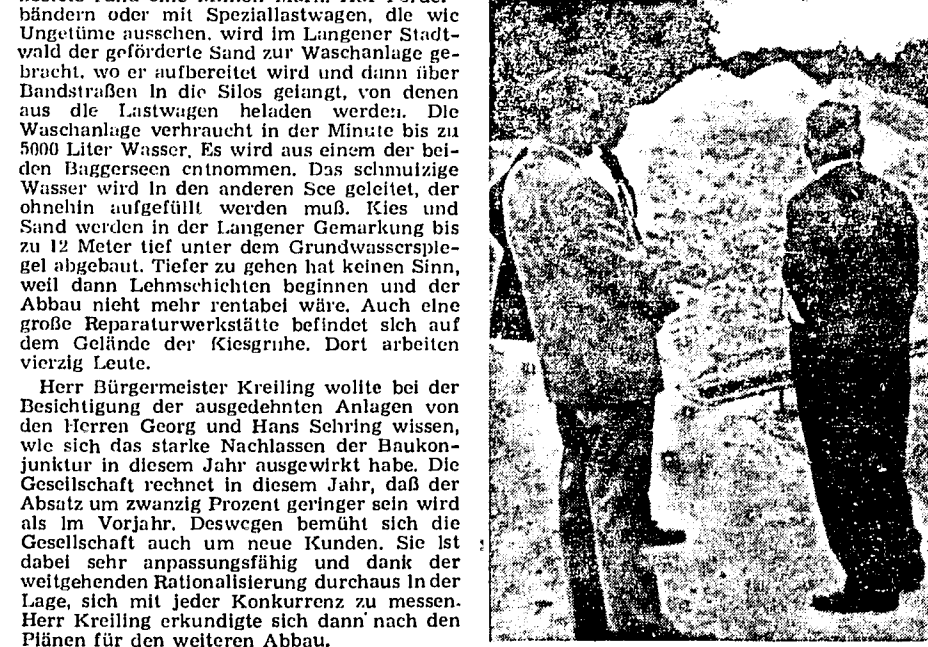 bändern oder mit Speziallastwagen, die wie
Ungetüme aussehen, wird im Langener Stadt-
wald der geförderte Sand zur Waschanlage ge-
bracht, wo er aufbereitet wird und dann über
Bandstraßen in die Silos gelangt, von denen
aus die Lastwagen beladen werden. Die
Waschanlage verbraucht in der Minute bis zu
5000 Liter Wasser. Es wird aus einem der bei-
den Baggerseen entnommen. Das schmutzige
Wasser wird in den anderen See geleitet, der
ohnehin aufgefüllt werden muß. Kies und
Sand werden in der Langener Gemarkung bis
zu 12 Meter tief unter dem Grundwasserspie-
gel abgebaut. Tiefer zu gehen hat keinen Sinn,
weil dann Lehmschichten beginnen und der
Abbau nicht mehr rentabel wäre. Auch eine
große Reparaturwerkstätte befindet sich auf
dem Gelände der Kiesgrube. Dort arbeiten
vierzig Leute.
Herr Bürgermeister Kreiling wollte bei der
Besichtigung der ausgedehnten Anlagen von
den Herren Georg und Hans Sehring wissen,
wie sich das starke Nachlassen der Baukon-
junktur in diesem Jahr ausgewirkt habe. Die
Gesellschaft rechnet in diesem Jahr, daß der
Absatz um zwanzig Prozent geringer sein wird
als im Vorjahr. Deswegen bemüht sich die
Gesellschaft auch um neue Kunden. Sie ist
dabei sehr anpassungsfähig und dank der
weitgehenden Rationalisierung durchaus in der
Lage, sich mit jeder Konkurrenz zu messen.
Herr Kreiling erkundigte sich dann nach den
Plänen für den weiteren Abbau.